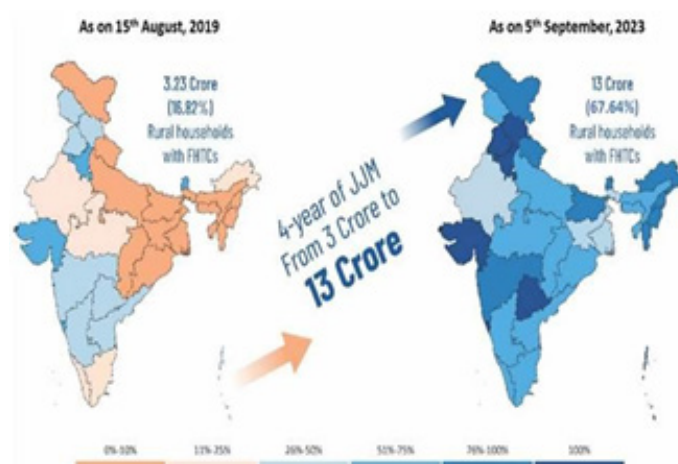 As on 15th August, 2019
3.23 Crore
(16.82%)
Rural households
with FHTCs
4-year of JJM
From 3 Crore to
13 Crore
As on 5th September, 2023
13 Crore
(67.64%)
Rural households
with FHTCs
0%-10%
11%-25%
26%-50%
51%-75%
76%-100%
100%